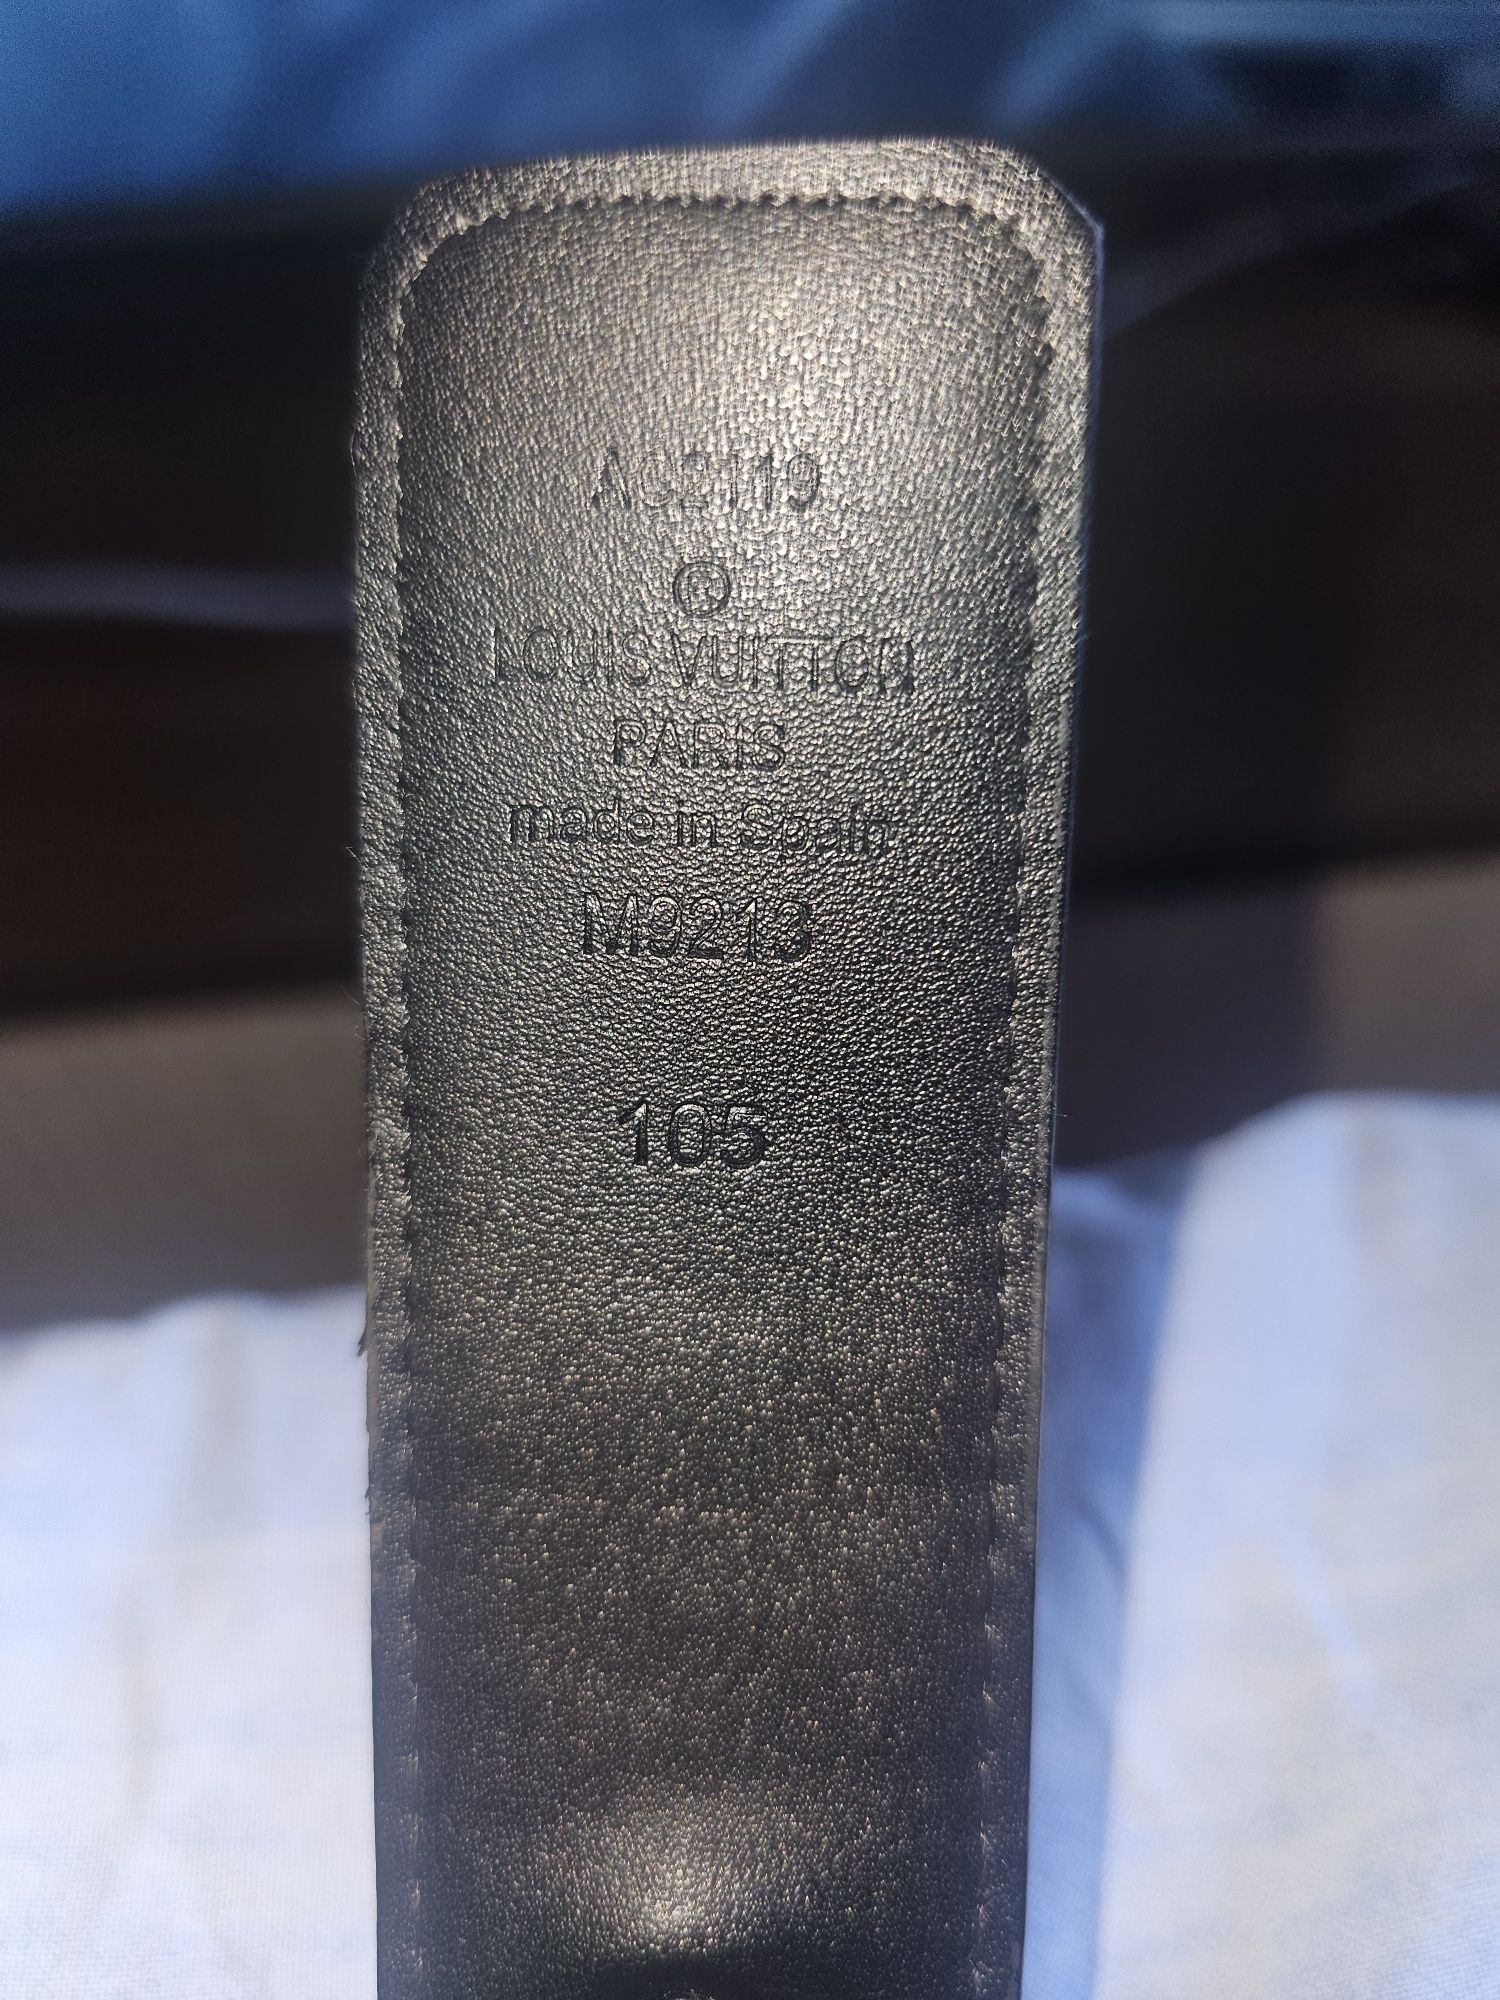 AC2119
®
LOUIS VUITTON
PARIS
made in Spain
M9213
105